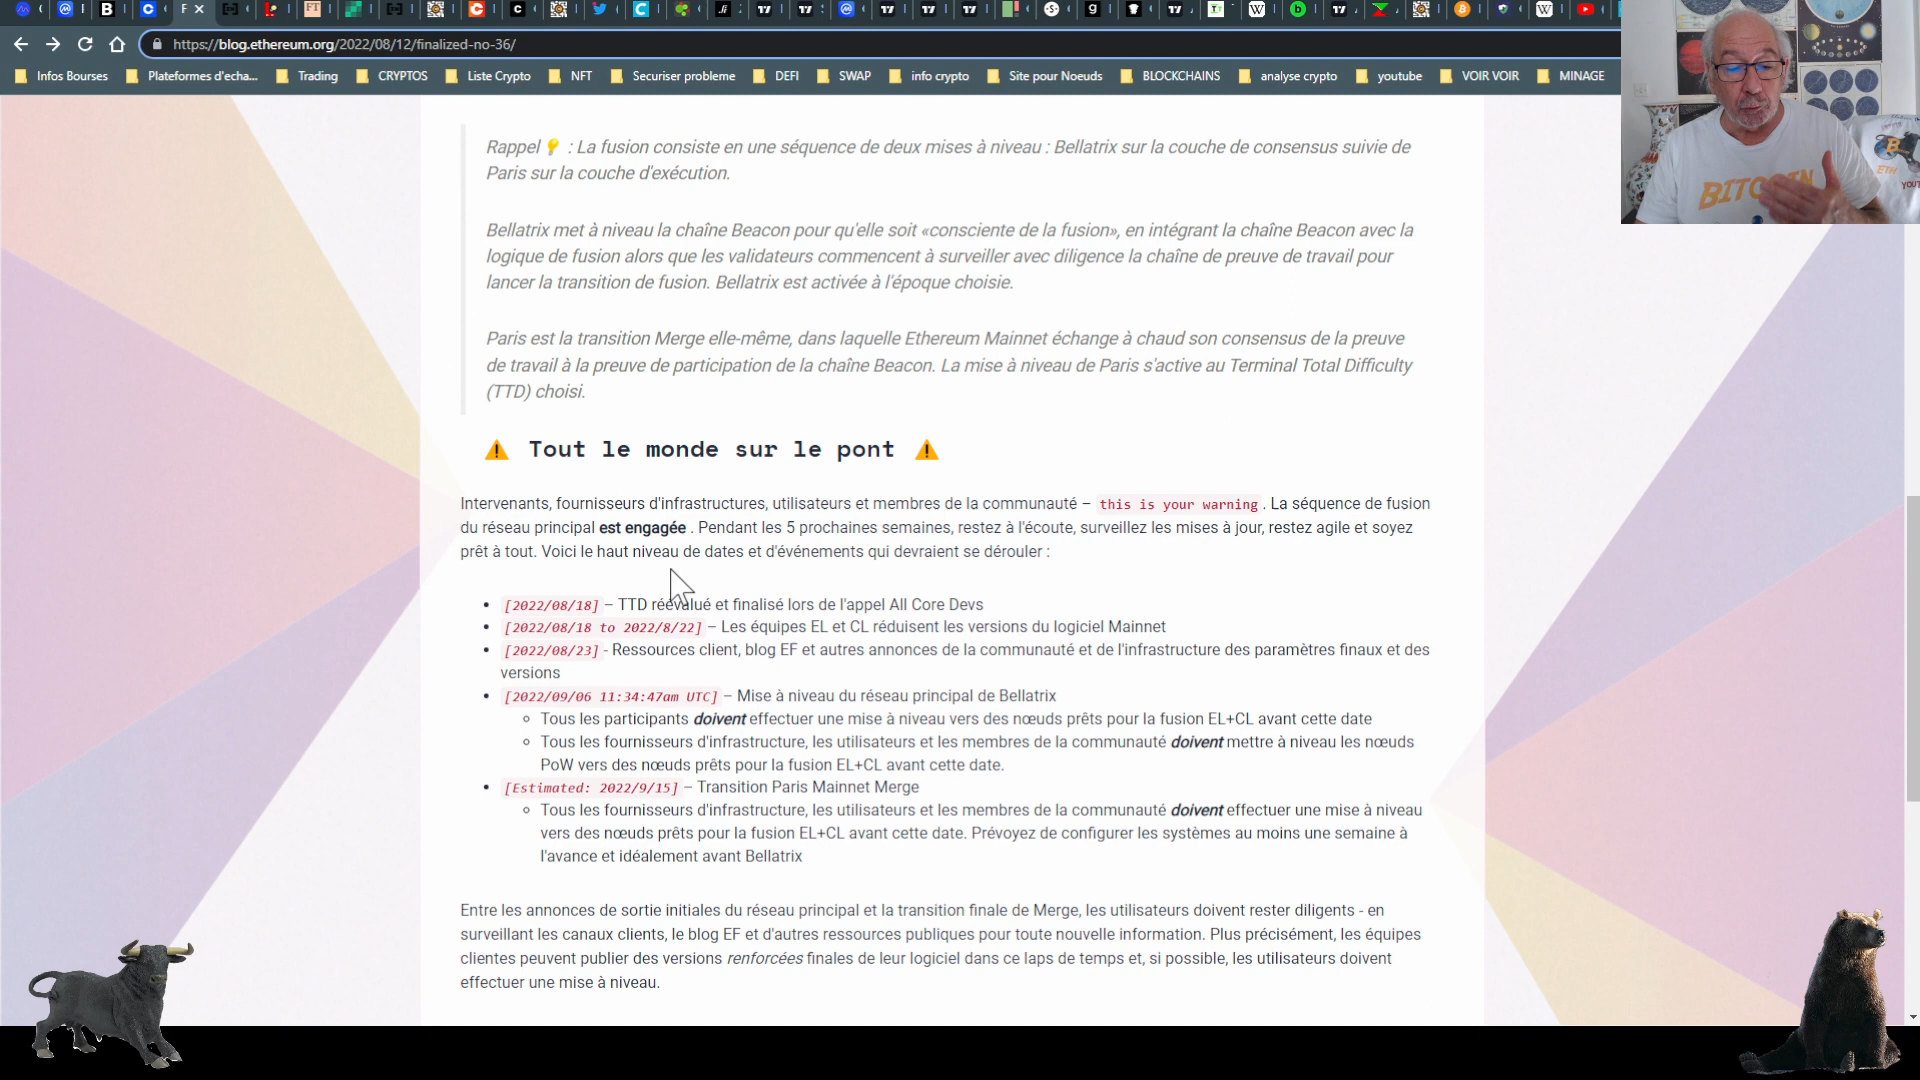 https://blog.ethereum.org/2022/08/12/finalized-no-36/
Infos Bourses
Plateformes d'echa...
Trading
CRYPTOS
Liste Crypto
NFT
Securiser probleme
DEFI
SWAP
info crypto
Site pour Noeuds
BLOCKCHAINS
analyse crypto
youtube
VOIR VOIR
MINAGE
BITCOIN
Rappel : La fusion consiste en une séquence de deux mises à niveau : Bellatrix sur la couche de consensus suivie de
Paris sur la couche d'exécution.
Bellatrix met à niveau la chaîne Beacon pour qu'elle soit «consciente de la fusion», en intégrant la chaîne Beacon avec la
logique de fusion alors que les validateurs commencent à surveiller avec diligence la chaîne de preuve de travail pour
lancer la transition de fusion. Bellatrix est activée à l'époque choisie.
Paris est la transition Merge elle-même, dans laquelle Ethereum Mainnet échange à chaud son consensus de la preuve
de travail à la preuve de participation de la chaîne Beacon. La mise à niveau de Paris s'active au Terminal Total Difficulty
(TTD) choisi.
Tout le monde sur le pont
Intervenants, fournisseurs d'infrastructures, utilisateurs et membres de la communauté – this is your warning . La séquence de fusion
du réseau principal est engagée . Pendant les 5 prochaines semaines, restez à l'écoute, surveillez les mises à jour, restez agile et soyez
prêt à tout. Voici le haut niveau de dates et d'événements qui devraient se dérouler :
• [2022/08/18] – TTD réévalué et finalisé lors de l'appel All Core Devs
• [2022/08/18 to 2022/8/22] – Les équipes EL et CL réduisent les versions du logiciel Mainnet
• [2022/08/23] - Ressources client, blog EF et autres annonces de la communauté et de l'infrastructure des paramètres finaux et des
versions
• [2022/09/06 11:34:47am UTC] – Mise à niveau du réseau principal de Bellatrix
◦ Tous les participants doivent effectuer une mise à niveau vers des nœuds prêts pour la fusion EL+CL avant cette date
◦ Tous les fournisseurs d'infrastructure, les utilisateurs et les membres de la communauté doivent mettre à niveau les nœuds
PoW vers des nœuds prêts pour la fusion EL+CL avant cette date.
• [Estimated: 2022/9/15] – Transition Paris Mainnet Merge
◦ Tous les fournisseurs d'infrastructure, les utilisateurs et les membres de la communauté doivent effectuer une mise à niveau
vers des nœuds prêts pour la fusion EL+CL avant cette date. Prévoyez de configurer les systèmes au moins une semaine à
l'avance et idéalement avant Bellatrix
Entre les annonces de sortie initiales du réseau principal et la transition finale de Merge, les utilisateurs doivent rester diligents - en
surveillant les canaux clients, le blog EF et d'autres ressources publiques pour toute nouvelle information. Plus précisément, les équipes
clientes peuvent publier des versions renforcées finales de leur logiciel dans ce laps de temps et, si possible, les utilisateurs doivent
effectuer une mise à niveau.